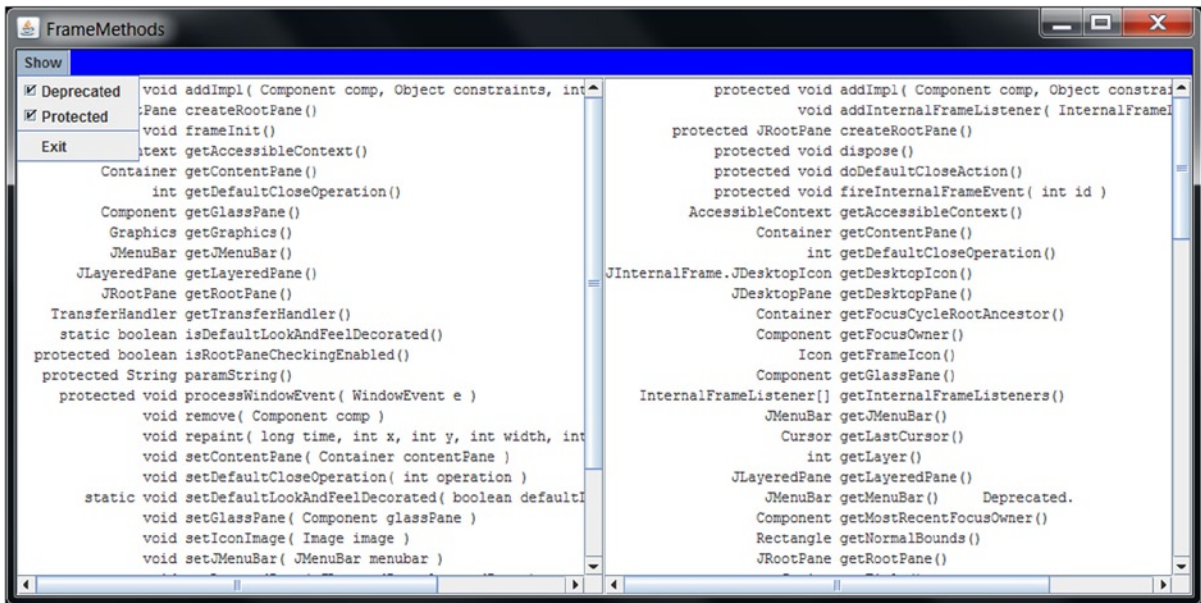 FrameMethods
Show
Deprecated
Protected
Exit
void addImpl( Component comp, Object constraints, int
Pane createRootPane()
void frameInit()
text getAccessibleContext()
Container getContentPane()
int getDefaultCloseOperation()
Component getGlassPane()
Graphics getGraphics()
JMenuBar getJMenuBar()
JLayeredPane getLayeredPane()
JRootPane getRootPane()
TransferHandler getTransferHandler()
static boolean isDefaultLookAndFeelDecorated()
protected boolean isRootPaneCheckingEnabled()
protected String paramString()
protected void processWindowEvent( WindowEvent e )
void remove( Component comp )
void repaint( long time, int x, int y, int width, int
void setContentPane( Container contentPane )
void setDefaultCloseOperation( int operation )
static void setDefaultLookAndFeelDecorated( boolean defaultL
void setGlassPane( Component glassPane )
void setIconImage( Image image )
void setJMenuBar( JMenuBar menubar )
protected void addImpl( Component comp, Object constrai
void addInternalFrameListener( InternalFrameL
protected JRootPane createRootPane()
protected void dispose()
protected void doDefaultCloseAction()
protected void fireInternalFrameEvent( int id )
AccessibleContext getAccessibleContext()
Container getContentPane()
int getDefaultCloseOperation()
JInternalFrame.JDesktopIcon getDesktopIcon()
JDesktopPane getDesktopPane()
Container getFocusCycleRootAncestor()
Component getFocusOwner()
Icon getFrameIcon()
Component getGlassPane()
InternalFrameListener[] getInternalFrameListeners()
JMenuBar getJMenuBar()
Cursor getLastCursor()
int getLayer()
JLayeredPane getLayeredPane()
JMenuBar getMenuBar() Deprecated.
Component getMostRecentFocusOwner()
Rectangle getNormalBounds()
JRootPane getRootPane()